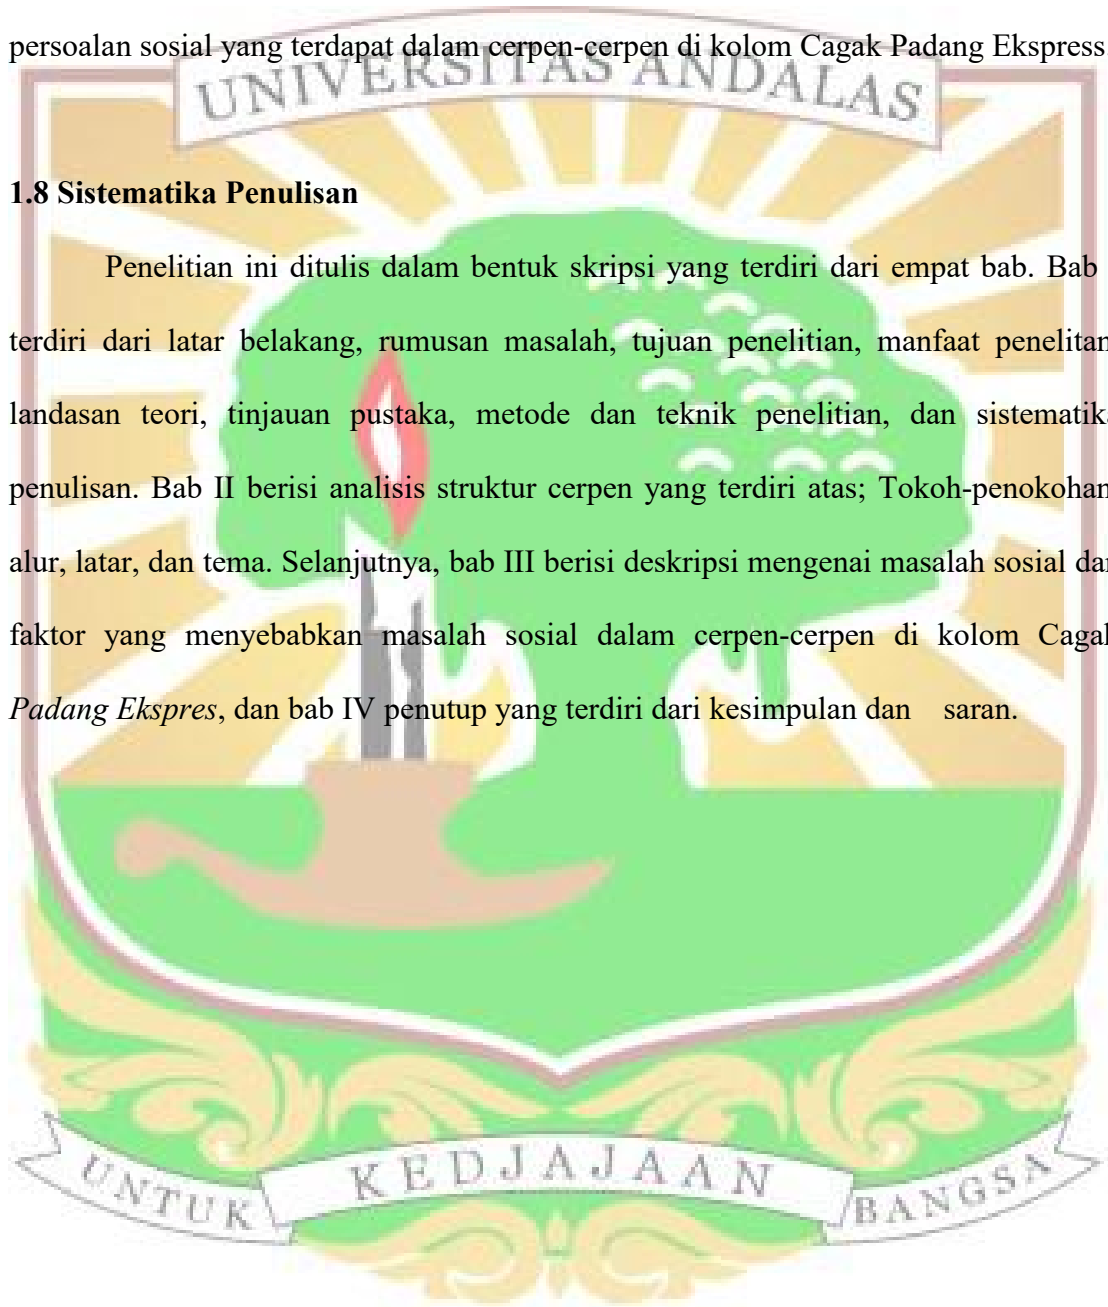 persoalan sosial yang terdapat dalam cerpen-cerpen di kolom Cagak Padang Ekspress
UNIVERSITAS ANDALAS
1.8 Sistematika Penulisan
Penelitian ini ditulis dalam bentuk skripsi yang terdiri dari empat bab. Bab
terdiri dari latar belakang, rumusan masalah, tujuan penelitian, manfaat penelitan
landasan teori, tinjauan pustaka, metode dan teknik penelitian, dan sistematika
penulisan. Bab II berisi analisis struktur cerpen yang terdiri atas; Tokoh-penokohan
alur, latar, dan tema. Selanjutnya, bab III berisi deskripsi mengenai masalah sosial dan
faktor yang menyebabkan masalah sosial dalam cerpen-cerpen di kolom Cagak
Padang Ekspres, dan bab IV penutup yang terdiri dari kesimpulan dan saran.
UNTUK KEDJAJAAN BANGSA